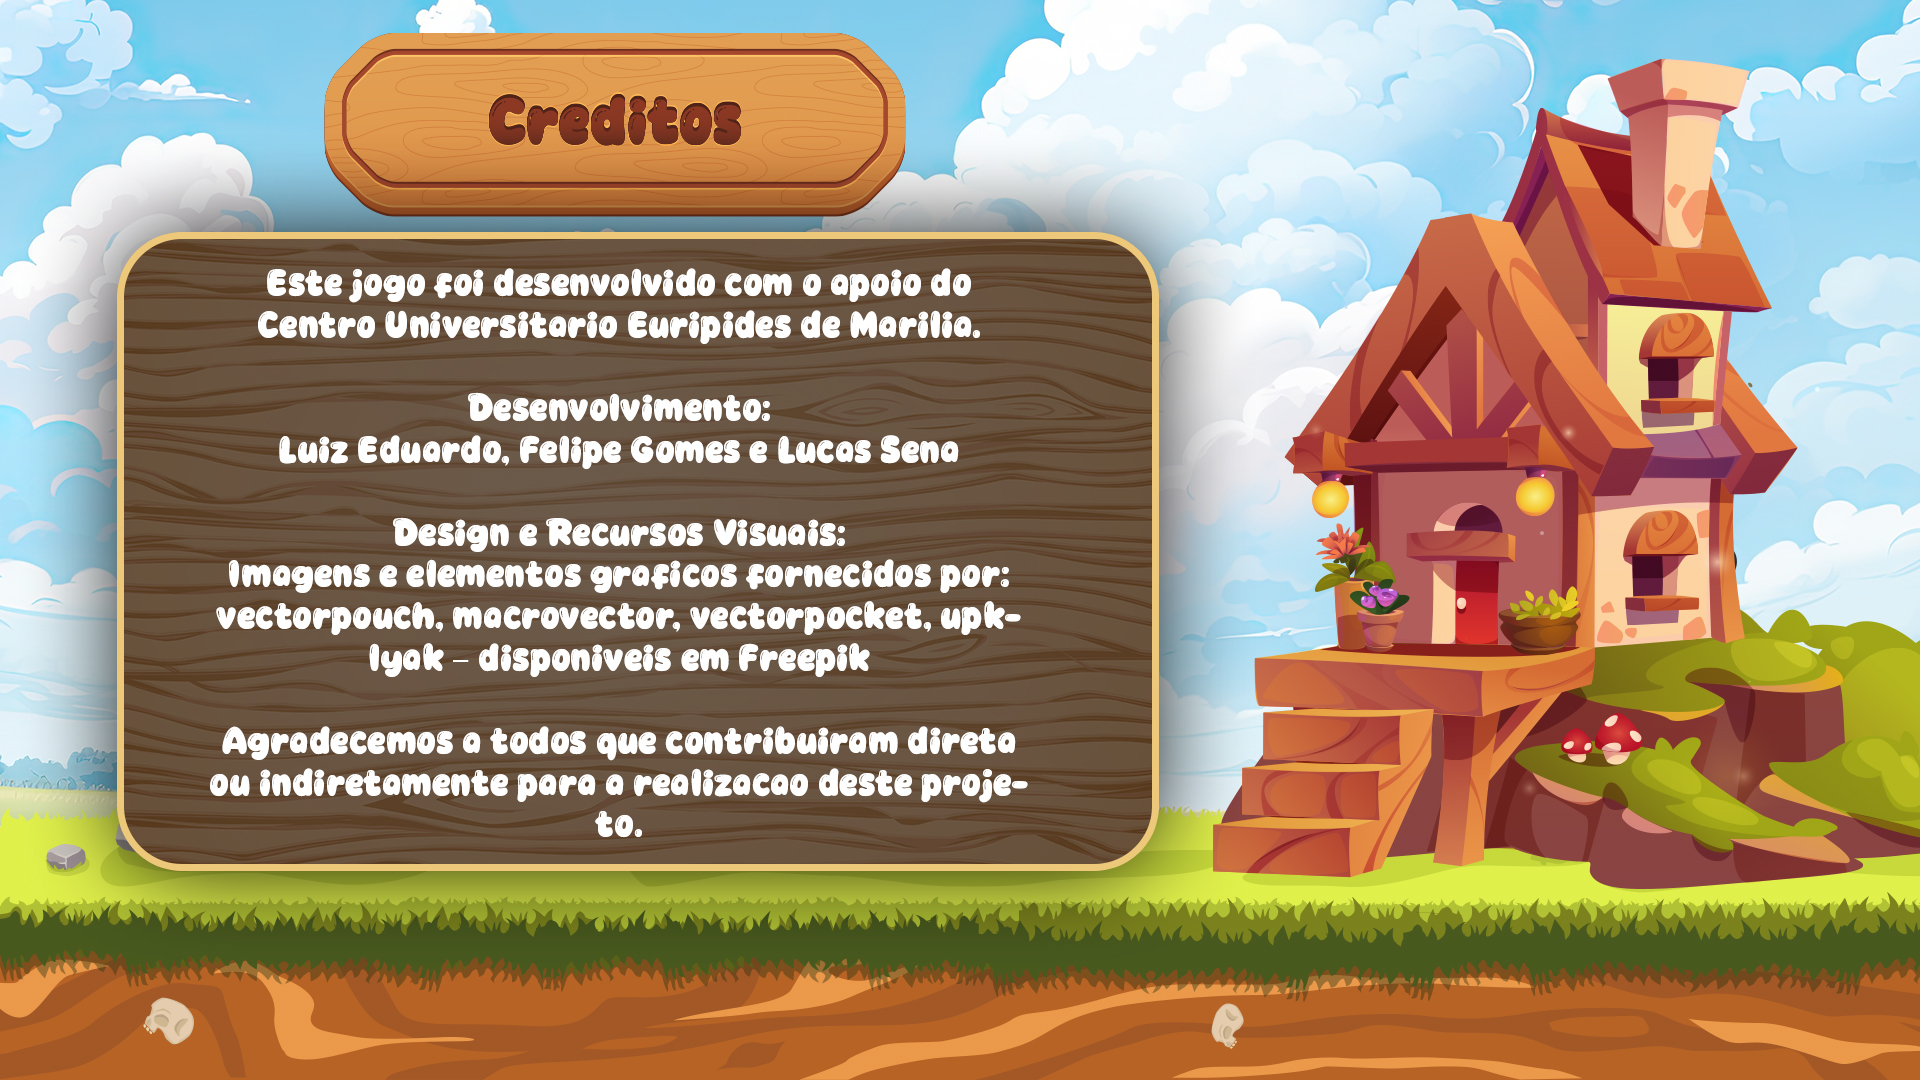 Creditos
Este jogo foi desenvolvido com o apoio do
Centro Universitario Euripides de Marilia.
Desenvolvimento:
Luiz Eduardo, Felipe Gomes e Lucas Sena
Design e Recursos Visuais:
Imagens e elementos graficos fornecidos por:
vectorpouch, macrovector, vectorpocket, upk-
lyak – disponiveis em Freepik
Agradecemos a todos que contribuiram direta
ou indiretamente para a realizacao deste proje-
to.